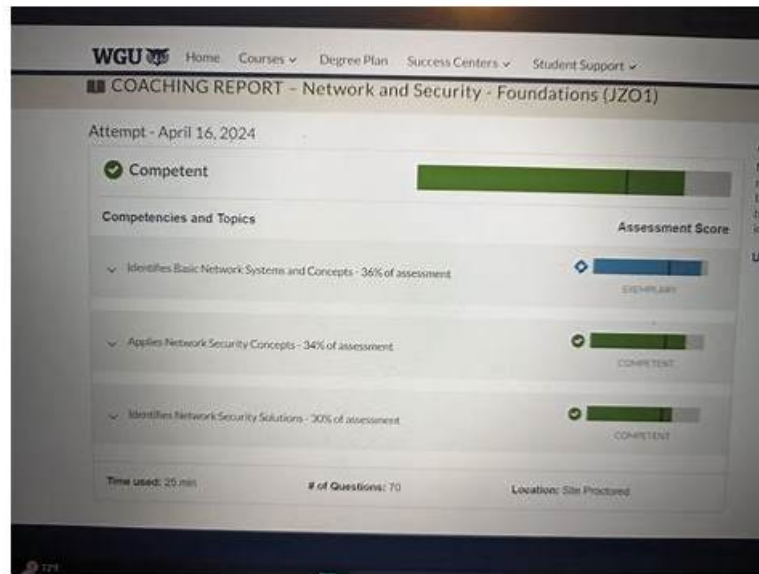 WGU Home Courses Degree Plan Success Centers Student Support
COACHING REPORT – Network and Security - Foundations (JZO1)
Attempt - April 16, 2024
Competent
Competencies and Topics Assessment Score
Identifies Basic Network Systems and Concepts - 36% of assessment
EXEMPLARY
Applies Network Security Concepts - 34% of assessment
COMPETENT
Identifies Network Security Solutions - 30% of assessment
COMPETENT
Time used: 25 min # of Questions: 70 Location: Site Proctored